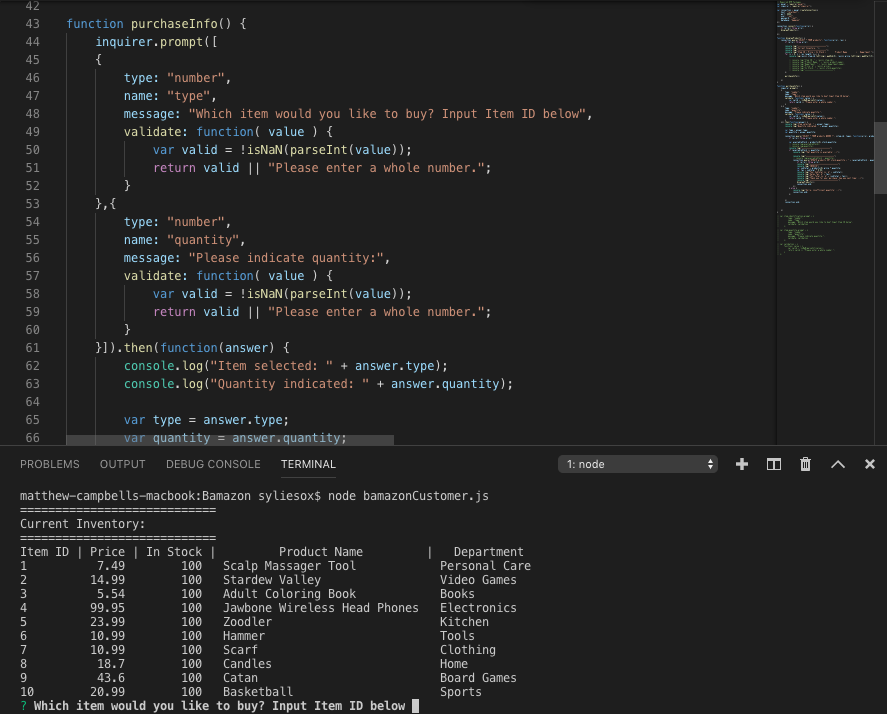 42
43 function purchaseInfo() {
44 inquirer.prompt([
45 {
46 type: "number",
47 name: "type",
48 message: "Which item would you like to buy? Input Item ID below",
49 validate: function( value ) {
50 var valid = !isNaN(parseInt(value));
51 return valid || "Please enter a whole number.";
52 }
53 },{
54 type: "number",
55 name: "quantity",
56 message: "Please indicate quantity:",
57 validate: function( value ) {
58 var valid = !isNaN(parseInt(value));
59 return valid || "Please enter a whole number.";
60 }
61 }]).then(function(answer) {
62 console.log("Item selected: " + answer.type);
63 console.log("Quantity indicated: " + answer.quantity);
64
65 var type = answer.type;
66 var quantity = answer.quantity;
PROBLEMS OUTPUT DEBUG CONSOLE TERMINAL 1: node
matthew-campbells-macbook:Bamazon syliesox$ node bamazonCustomer.js
============================
Current Inventory:
============================
Item ID | Price | In Stock | Product Name | Department
1 7.49 100 Scalp Massager Tool Personal Care
2 14.99 100 Stardew Valley Video Games
3 5.54 100 Adult Coloring Book Books
4 99.95 100 Jawbone Wireless Head Phones Electronics
5 23.99 100 Zoodler Kitchen
6 10.99 100 Hammer Tools
7 10.99 100 Scarf Clothing
8 18.7 100 Candles Home
9 43.6 100 Catan Board Games
10 20.99 100 Basketball Sports
? Which item would you like to buy? Input Item ID below